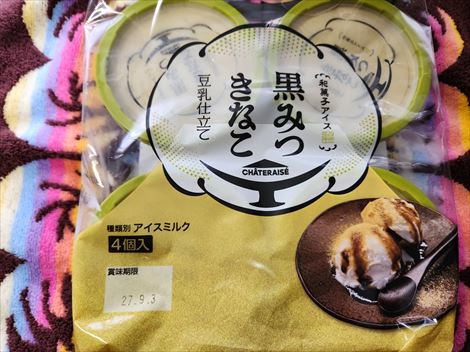 和菓子アイス
黒みつ
きなこ
豆乳仕立て
CHÂTERAISÉ
種類別 アイスミルク
4個入
賞味期限
27.9.3